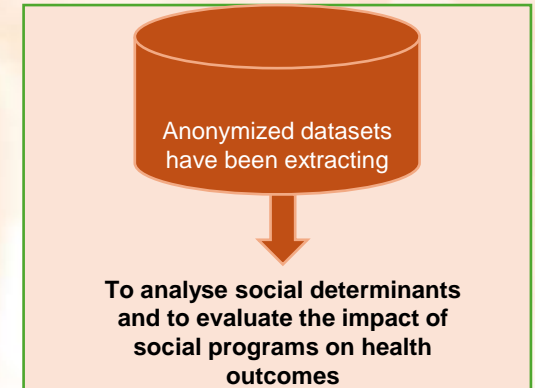 Anonymized datasets
have been extracting
To analyse social determinants
and to evaluate the impact of
social programs on health
outcomes